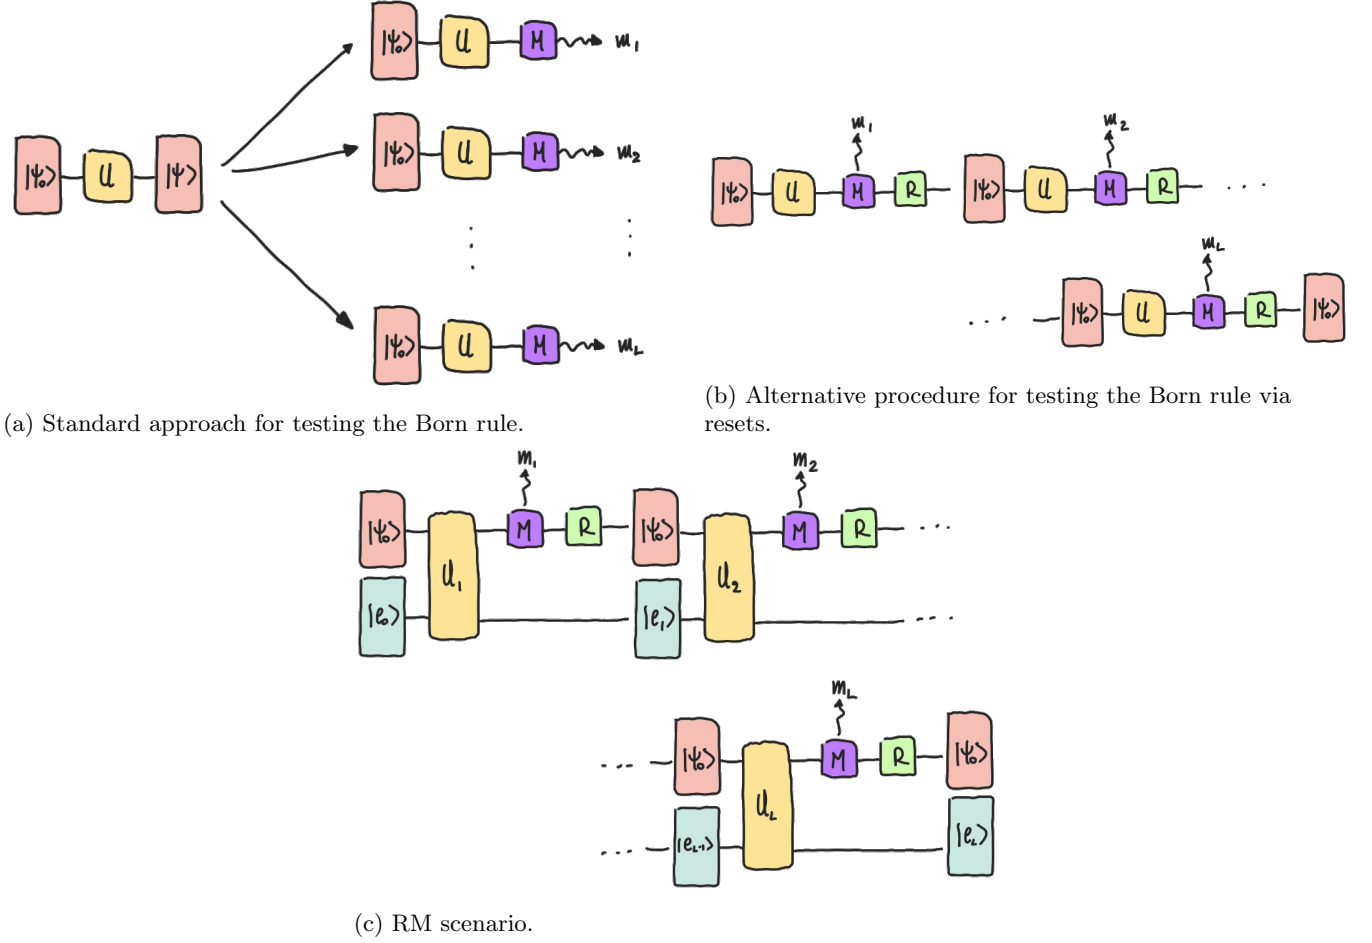 |ψ₀⟩ U M m₁
|ψ₀⟩ U |ψ⟩
|ψ₀⟩ U M m₂
⋮ ⋮
|ψ₀⟩ U M m_L
(a) Standard approach for testing the Born rule.
m₁ m₂
|ψ₀⟩ U M R |ψ₀⟩ U M R ...
m_L
... |ψ₀⟩ U M R |ψ₀⟩
(b) Alternative procedure for testing the Born rule via
resets.
m₁ m₂
|ψ₀⟩ M R |ψ₀⟩ M R ...
U₁ U₂
|e₀⟩ |e₁⟩ ...
m_L
... |ψ₀⟩ M R |ψ₀⟩
U_L
... |e_L-1⟩ |e_L⟩
(c) RM scenario.